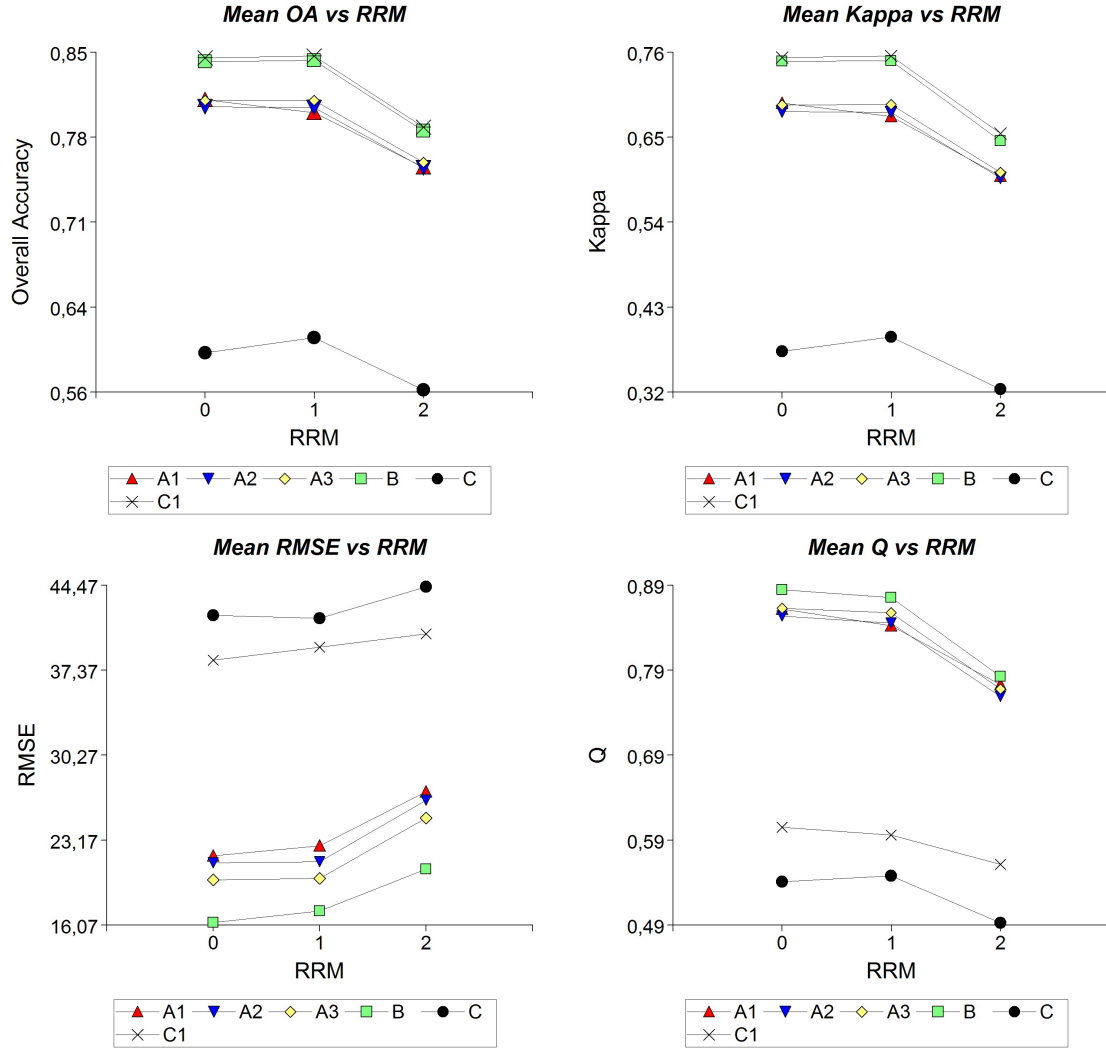 Mean OA vs RRM
0,85
0,78
0,71
0,64
0,56
Overall Accuracy
0 1 2
RRM
A1 A2 A3 B C
C1
Mean Kappa vs RRM
0,76
0,65
0,54
0,43
0,32
Kappa
0 1 2
RRM
A1 A2 A3 B C
C1
Mean RMSE vs RRM
44,47
37,37
30,27
23,17
16,07
RMSE
0 1 2
RRM
A1 A2 A3 B C
C1
Mean Q vs RRM
0,89
0,79
0,69
0,59
0,49
Q
0 1 2
RRM
A1 A2 A3 B C
C1